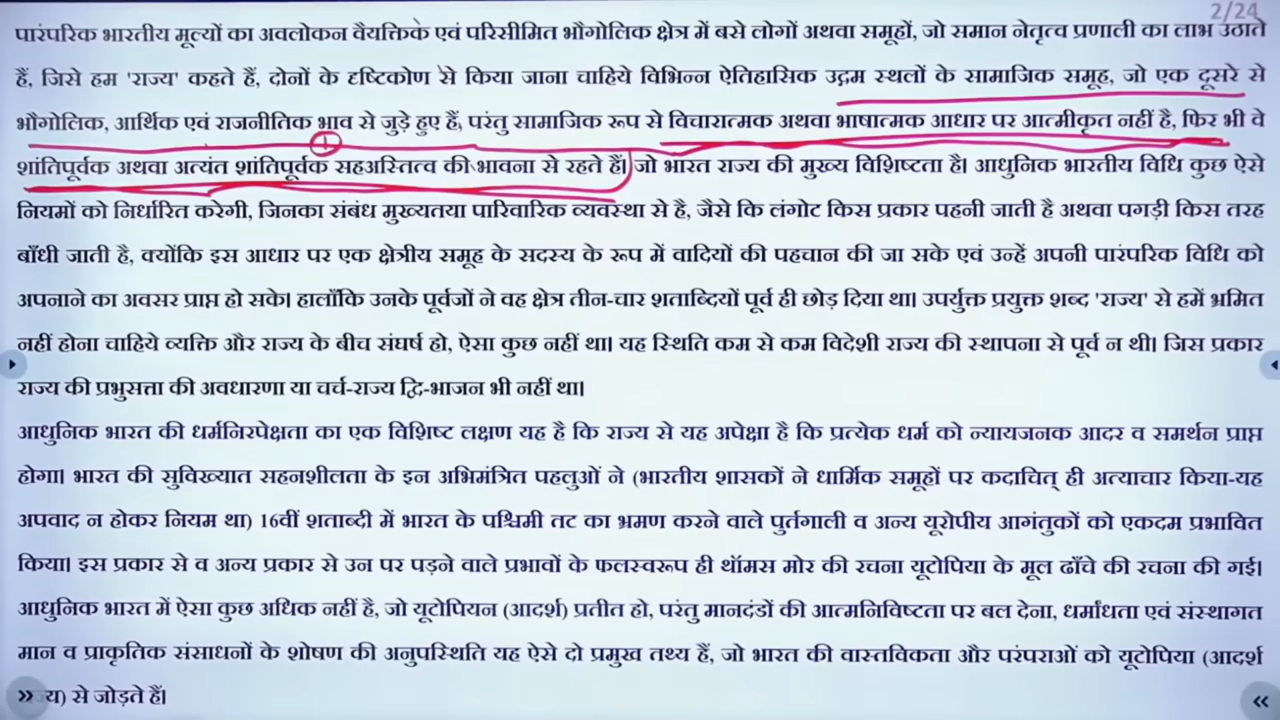 2/24
पारंपरिक भारतीय मूल्यों का अवलोकन वैयक्तिके एवं परिसीमित भौगोलिक क्षेत्र में बसे लोगों अथवा समूहों, जो समान नेतृत्व प्रणाली का लाभ उठाते
हैं, जिसे हम 'राज्य' कहते हैं, दोनों के दृष्टिकोण से किया जाना चाहिये विभिन्न ऐतिहासिक उद्गम स्थलों के सामाजिक समूह, जो एक दूसरे से
भौगोलिक, आर्थिक एवं राजनीतिक भाव से जुड़े हुए हैं, परंतु सामाजिक रूप से विचारात्मक अथवा भाषात्मक आधार पर आत्मीकृत नहीं है, फिर भी वे
शांतिपूर्वक अथवा अत्यंत शांतिपूर्वक सहअस्तित्व की भावना से रहते हैं। जो भारत राज्य की मुख्य विशिष्टता है। आधुनिक भारतीय विधि कुछ ऐसे
नियमों को निर्धारित करेगी, जिनका संबंध मुख्यतया पारिवारिक व्यवस्था से है, जैसे कि लंगोट किस प्रकार पहनी जाती है अथवा पगड़ी किस तरह
बाँधी जाती है, क्योंकि इस आधार पर एक क्षेत्रीय समूह के सदस्य के रूप में वादियों की पहचान की जा सके एवं उन्हें अपनी पारंपरिक विधि को
अपनाने का अवसर प्राप्त हो सके। हालाँकि उनके पूर्वजों ने वह क्षेत्र तीन-चार शताब्दियों पूर्व ही छोड़ दिया था। उपर्युक्त प्रयुक्त शब्द 'राज्य' से हमें भ्रमित
नहीं होना चाहिये व्यक्ति और राज्य के बीच संघर्ष हो, ऐसा कुछ नहीं था। यह स्थिति कम से कम विदेशी राज्य की स्थापना से पूर्व न थी। जिस प्रकार
राज्य की प्रभुसत्ता की अवधारणा या चर्च-राज्य द्वि-भाजन भी नहीं था।
आधुनिक भारत की धर्मनिरपेक्षता का एक विशिष्ट लक्षण यह है कि राज्य से यह अपेक्षा है कि प्रत्येक धर्म को न्यायजनक आदर व समर्थन प्राप्त
होगा। भारत की सुविख्यात सहनशीलता के इन अभिमंत्रित पहलुओं ने (भारतीय शासकों ने धार्मिक समूहों पर कदाचित् ही अत्याचार किया-यह
अपवाद न होकर नियम था) 16वीं शताब्दी में भारत के पश्चिमी तट का भ्रमण करने वाले पुर्तगाली व अन्य यूरोपीय आगंतुकों को एकदम प्रभावित
किया। इस प्रकार से व अन्य प्रकार से उन पर पड़ने वाले प्रभावों के फलस्वरूप ही थॉमस मोर की रचना यूटोपिया के मूल ढाँचे की रचना की गई।
आधुनिक भारत में ऐसा कुछ अधिक नहीं है, जो यूटोपियन (आदर्श) प्रतीत हो, परंतु मानदंडों की आत्मनिविष्टता पर बल देना, धर्मांधता एवं संस्थागत
मान व प्राकृतिक संसाधनों के शोषण की अनुपस्थिति यह ऐसे दो प्रमुख तथ्य हैं, जो भारत की वास्तविकता और परंपराओं को यूटोपिया (आदर्श
य) से जोड़ते हैं।